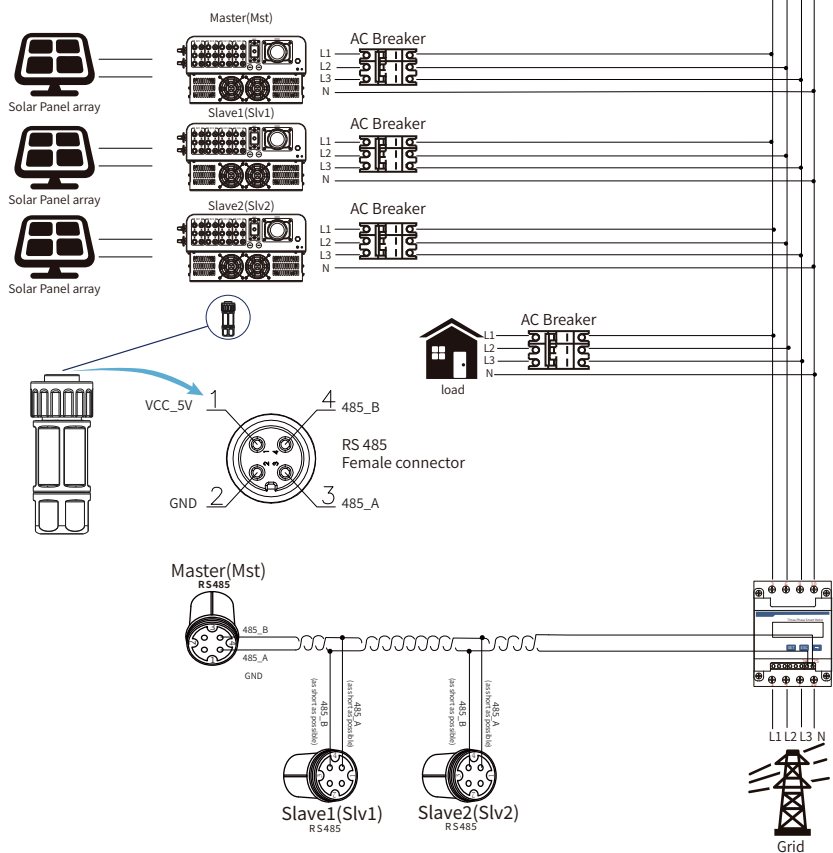 Master(Mst)
AC Breaker
L1
L2
L3
N
Solar Panel array
Slave1(Slv1)
AC Breaker
L1
L2
L3
N
Solar Panel array
Slave2(Slv2)
AC Breaker
L1
L2
L3
N
Solar Panel array
AC Breaker
L1
L2
L3
N
load
VCC_5V
1
4
485_B
RS 485
Female connector
GND
2
3
485_A
Master(Mst)
RS485
485_B
485_A
GND
485_B
(as short as possible)
485_A
(as short as possible)
485_B
(as short as possible)
485_A
(as short as possible)
Slave1(Slv1)
RS485
Slave2(Slv2)
RS485
L1 L2 L3 N
Grid